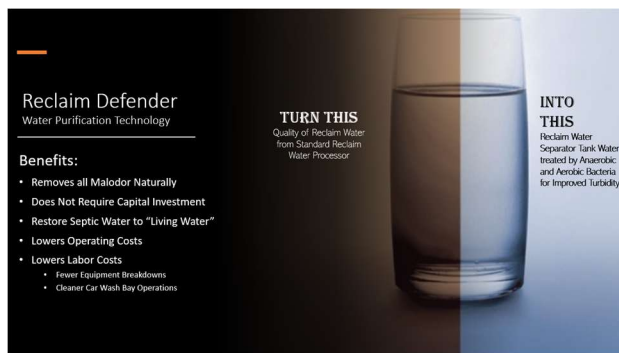 Reclaim Defender
Water Purification Technology
Benefits:
• Removes all Malodor Naturally
• Does Not Require Capital Investment
• Restore Septic Water to “Living Water”
• Lowers Operating Costs
• Lowers Labor Costs
• Fewer Equipment Breakdowns
• Cleaner Car Wash Bay Operations
TURN THIS
Quality of Reclaim Water
from Standard Reclaim
Water Processor
INTO
THIS
Reclaim Water
Separator Tank Water
treated by Anaerobic
and Aerobic Bacteria
for Improved Turbidity